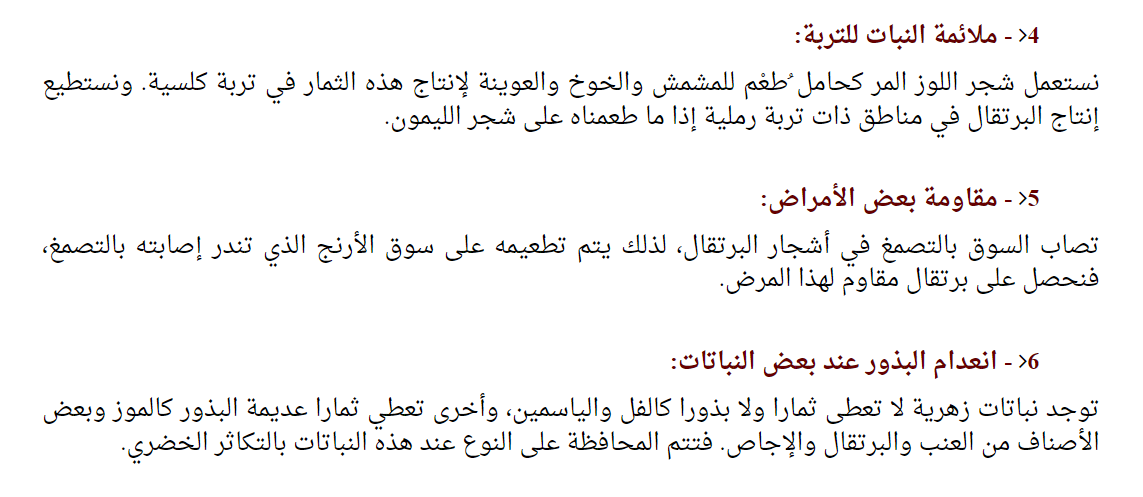 4>- ملائمة النبات للتربة:
نستعمل شجر اللوز المر كحامل ُطعْم للمشمش والخوخ والعوينة لإنتاج هذه الثمار في تربة كلسية. ونستطيع
إنتاج البرتقال في مناطق ذات تربة رملية إذا ما طعمناه على شجر الليمون.
5>- مقاومة بعض الأمراض:
تصاب السوق بالتصمغ في أشجار البرتقال، لذلك يتم تطعيمه على سوق الأرنج الذي تندر إصابته بالتصمغ،
فنحصل على برتقال مقاوم لهذا المرض.
6>- انعدام البذور عند بعض النباتات:
توجد نباتات زهرية لا تعطى ثمارا ولا بذورا كالفل والياسمين، وأخرى تعطي ثمارا عديمة البذور كالموز وبعض
الأصناف من العنب والبرتقال والإجاص. فتتم المحافظة على النوع عند هذه النباتات بالتكاثر الخضري.